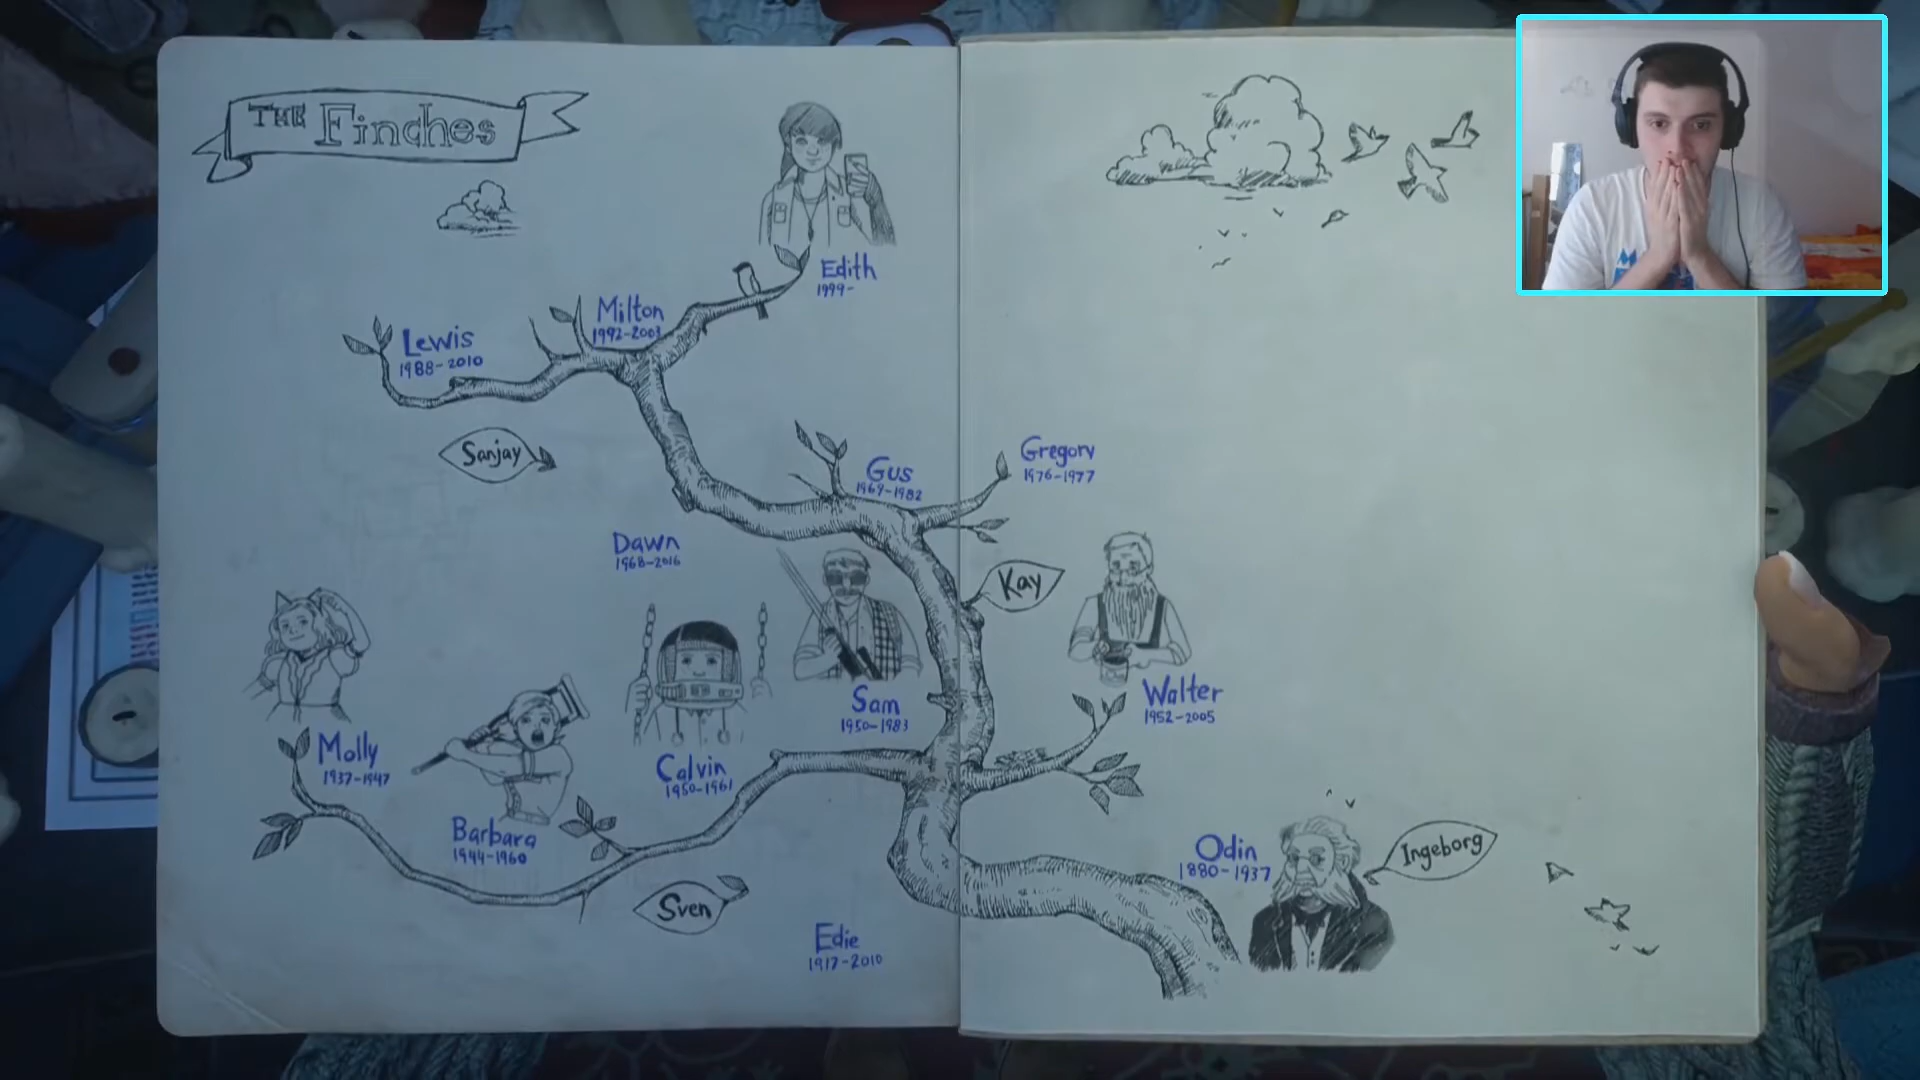 THE Finches
Edith
1999-
Milton
1992-2003
Lewis
1988-2010
Sanjay
Gus
1969-1982
Gregory
1976-1977
Dawn
1968-2016
Kay
Sam
1950-1983
Walter
1952-2005
Molly
1937-1947
Calvin
1950-1961
Barbara
1944-1960
Sven
Odin
1880-1937
Ingeborg
Edie
1917-2010